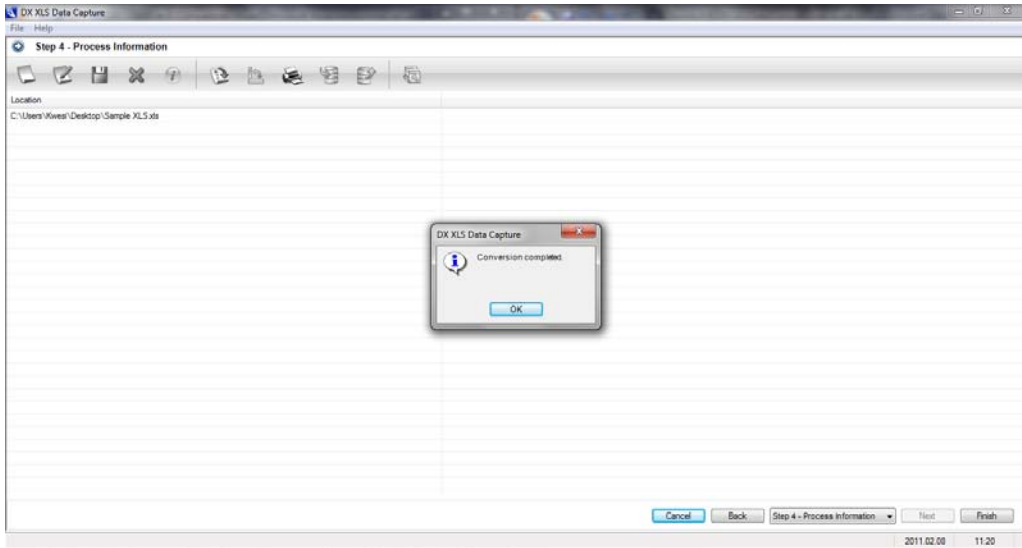 DX XLS Data Capture
File Help
Step 4 - Process Information
Location
C:\Users\Kwesi\Desktop\Sample XLS.xls
DX XLS Data Capture
Conversion completed.
OK
Cancel Back Step 4 - Process Information Next Finish
2011.02.08 11:20